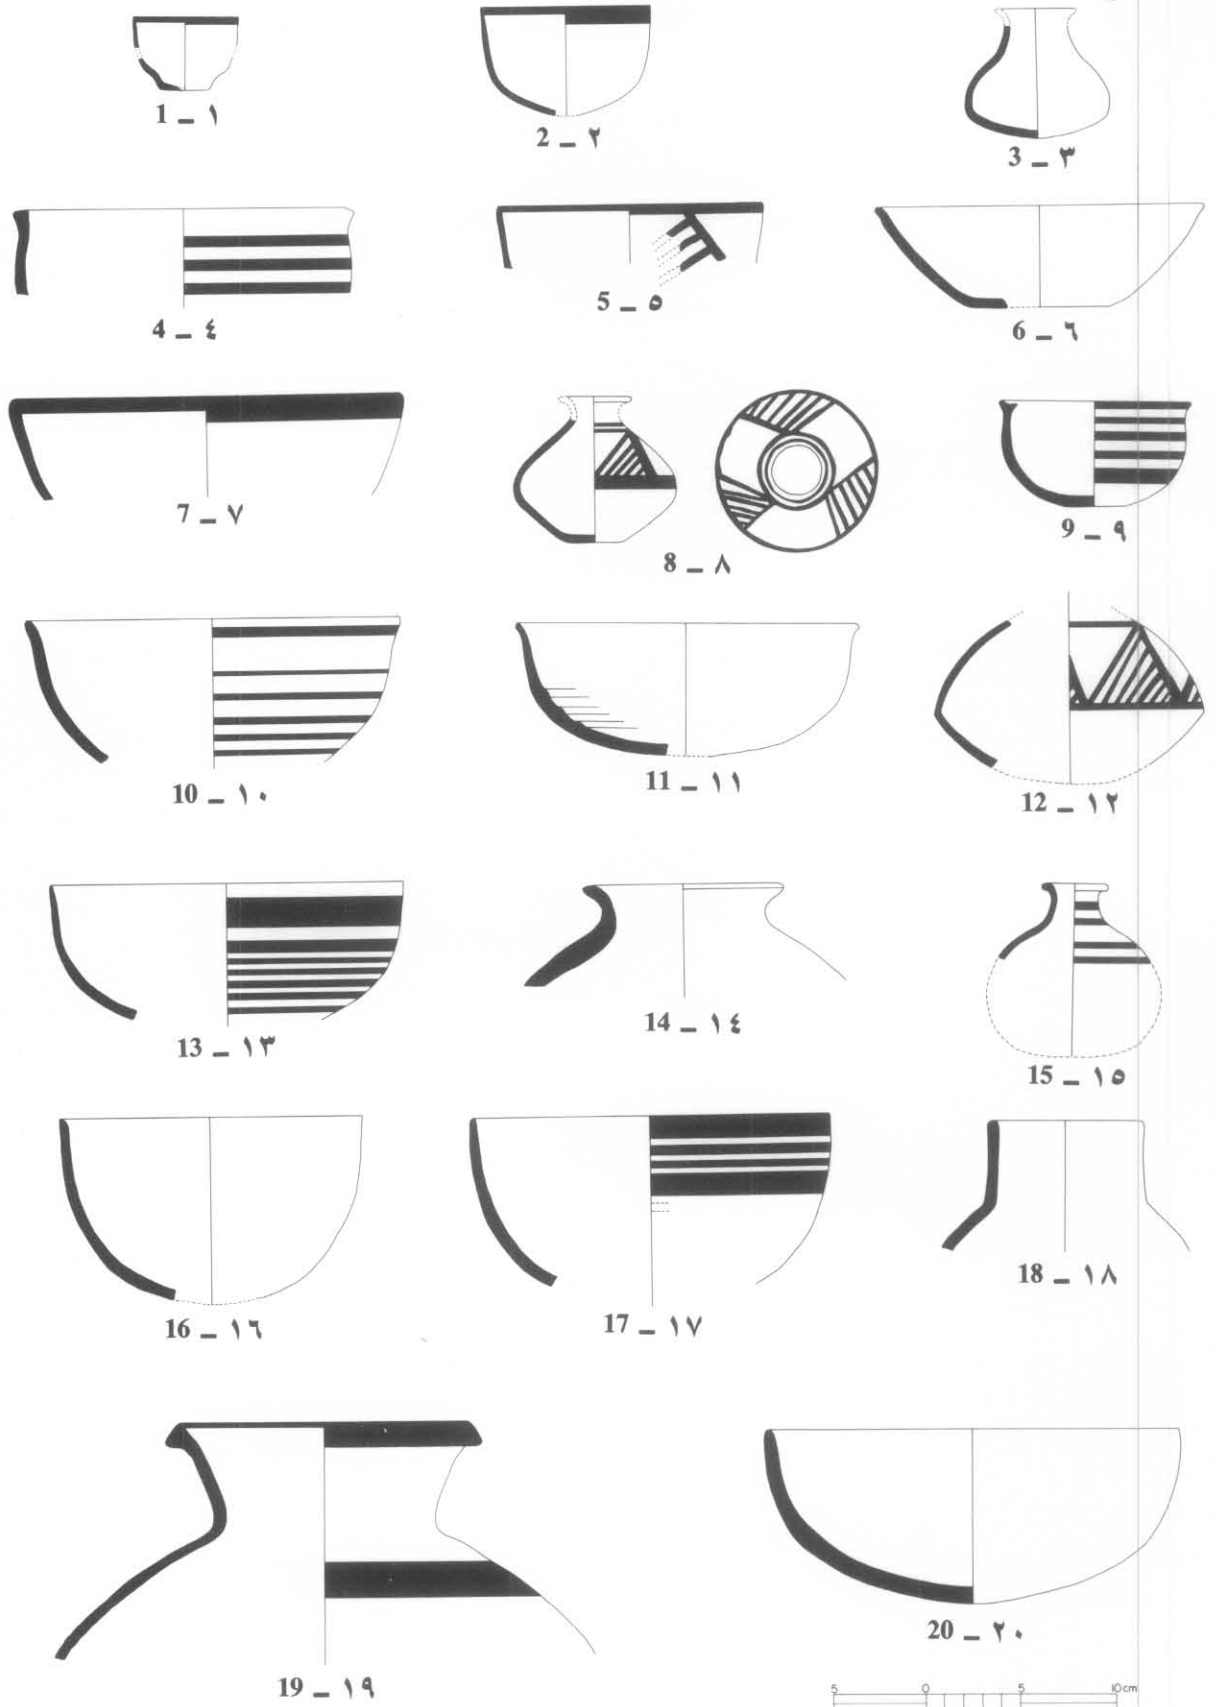 1 – ١
2 – ٢
3 – ٣
4 – ٤
5 – ٥
6 – ٦
7 – ٧
8 – ٨
9 – ٩
10 – ١٠
11 – ١١
12 – ١٢
13 – ١٣
14 – ١٤
15 – ١٥
16 – ١٦
17 – ١٧
18 – ١٨
19 – ١٩
20 – ٢٠
5 0 5 10cm